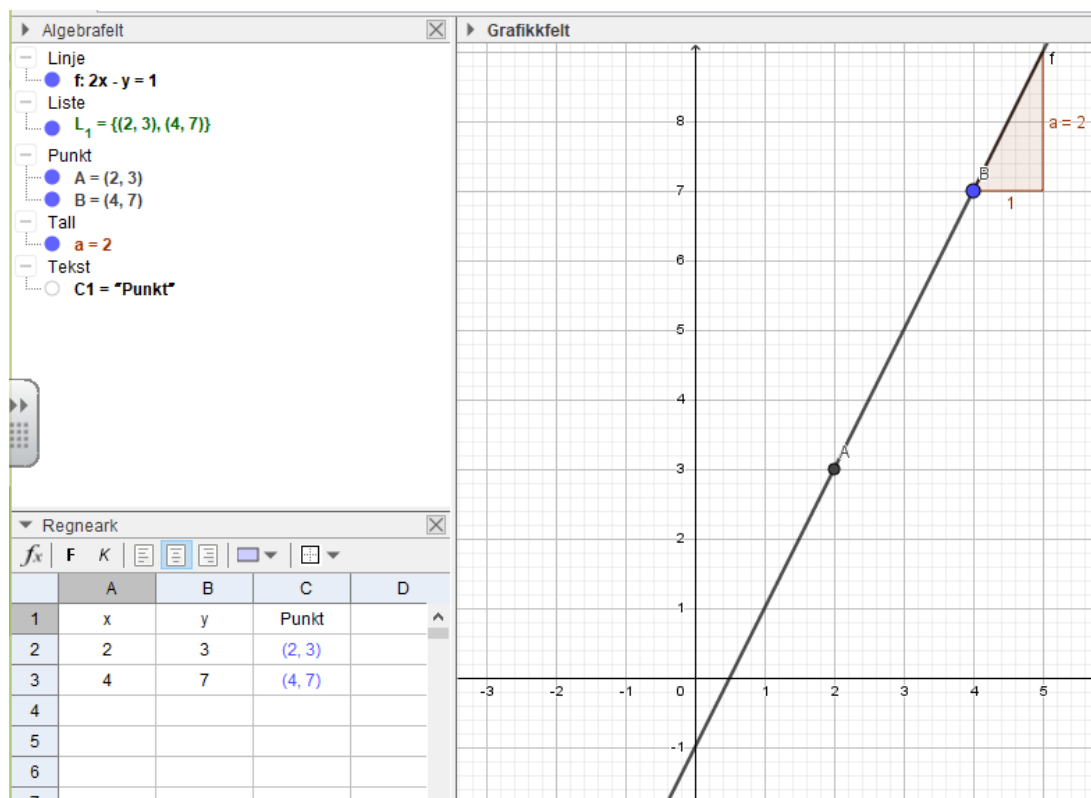 Algebrafelt
Linje
f: 2x - y = 1
Liste
L₁ = {(2, 3), (4, 7)}
Punkt
A = (2, 3)
B = (4, 7)
Tall
a = 2
Tekst
C1 = "Punkt"
Regneark
fx F K
A B C D
1 x y Punkt
2 2 3 (2, 3)
3 4 7 (4, 7)
4
5
6
Grafikkfelt
f
8
a = 2
B
7
1
6
5
4
A
3
2
1
-3 -2 -1 0 1 2 3 4 5
-1